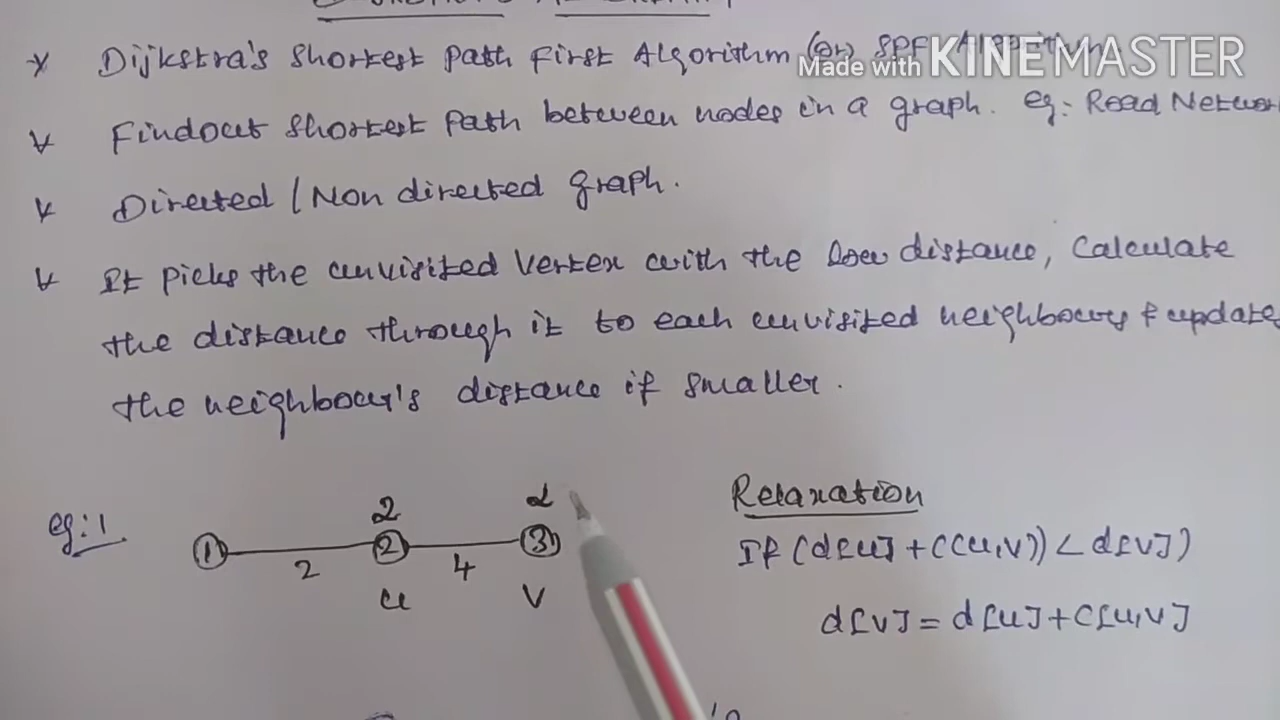 Dijkstra's shortest path first Algorithm (or) SPF Algorithm.
Made with KINEMASTER
Findout shortest path between nodes in a graph. eg: Road Networ
Directed / Non directed graph.
It picks the unvisited vertex with the low distance, calculate
the distance through it to each unvisited neighbours & update
the neighbour's distance if smaller.
eg:1
1 2 2 2 4 3 α
u v
Relaxation
If (d[u] + C(u,v)) < d[v])
d[v] = d[u] + C[u,v]